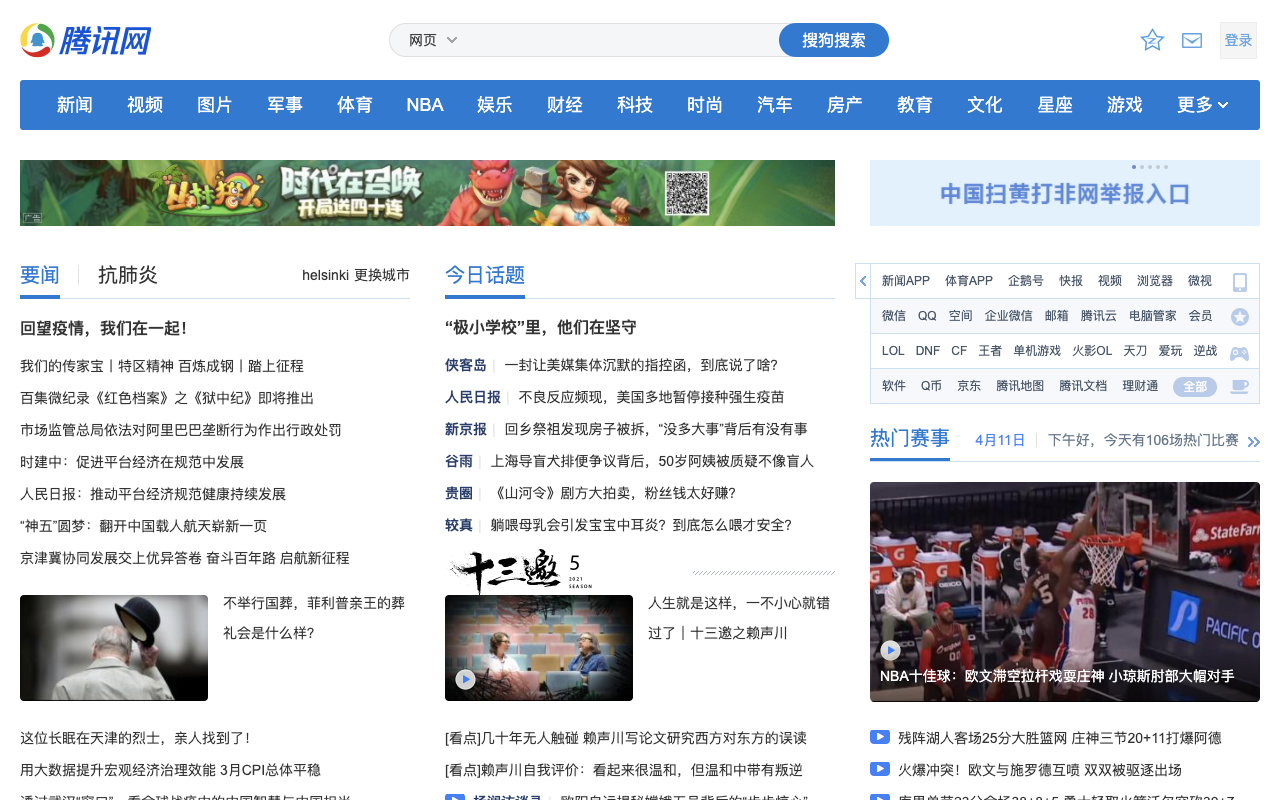 腾讯网
网页 搜狗搜索 登录
新闻 视频 图片 军事 体育 NBA 娱乐 财经 科技 时尚 汽车 房产 教育 文化 星座 游戏 更多
丛林猎人
时代在召唤
开局送四十连
广告
中国扫黄打非网举报入口
要闻 抗肺炎 helsinki 更换城市
回望疫情，我们在一起！
我们的传家宝丨特区精神 百炼成钢丨踏上征程
百集微纪录《红色档案》之《狱中纪》即将推出
市场监管总局依法对阿里巴巴垄断行为作出行政处罚
时建中：促进平台经济在规范中发展
人民日报：推动平台经济规范健康持续发展
“神五”圆梦：翻开中国载人航天崭新一页
京津冀协同发展交上优异答卷 奋斗百年路 启航新征程
不举行国葬，菲利普亲王的葬
礼会是什么样？
这位长眠在天津的烈士，亲人找到了！
用大数据提升宏观经济治理效能 3月CPI总体平稳
今日话题
“极小学校”里，他们在坚守
侠客岛 一封让美媒集体沉默的指控函，到底说了啥？
人民日报 不良反应频现，美国多地暂停接种强生疫苗
新京报 回乡祭祖发现房子被拆，“没多大事”背后有没有事
谷雨 上海导盲犬排便争议背后，50岁阿姨被质疑不像盲人
贵圈 《山河令》剧方大拍卖，粉丝钱太好赚？
较真 躺喂母乳会引发宝宝中耳炎？到底怎么喂才安全？
十三邀 5
2021
SEASON
人生就是这样，一不小心就错
过了丨十三邀之赖声川
[看点]几十年无人触碰 赖声川写论文研究西方对东方的误读
[看点]赖声川自我评价：看起来很温和，但温和中带有叛逆
新闻APP 体育APP 企鹅号 快报 视频 浏览器 微视
微信 QQ 空间 企业微信 邮箱 腾讯云 电脑管家 会员
LOL DNF CF 王者 单机游戏 火影OL 天刀 爱玩 逆战
软件 Q币 京东 腾讯地图 腾讯文档 理财通 全部
热门赛事 4月11日 下午好，今天有106场热门比赛
StateFarm
GEICO
PACIFIC O
NBA十佳球：欧文滞空拉杆戏耍庄神 小琼斯肘部大帽对手
残阵湖人客场25分大胜篮网 庄神三节20+11打爆阿德
火爆冲突！欧文与施罗德互喷 双双被驱逐出场